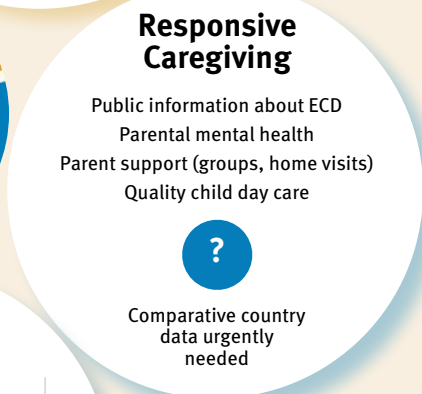 Responsive
Caregiving
Public information about ECD
Parental mental health
Parent support (groups, home visits)
Quality child day care
?
Comparative country
data urgently
needed